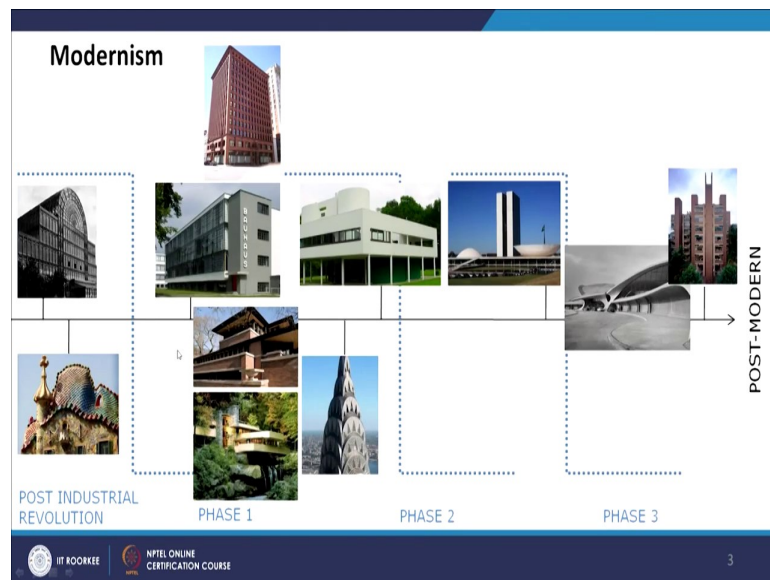 Modernism
BAUHAUS
POST-MODERN
POST INDUSTRIAL
REVOLUTION
PHASE 1
PHASE 2
PHASE 3
IIT ROORKEE
NPTEL ONLINE
CERTIFICATION COURSE
3